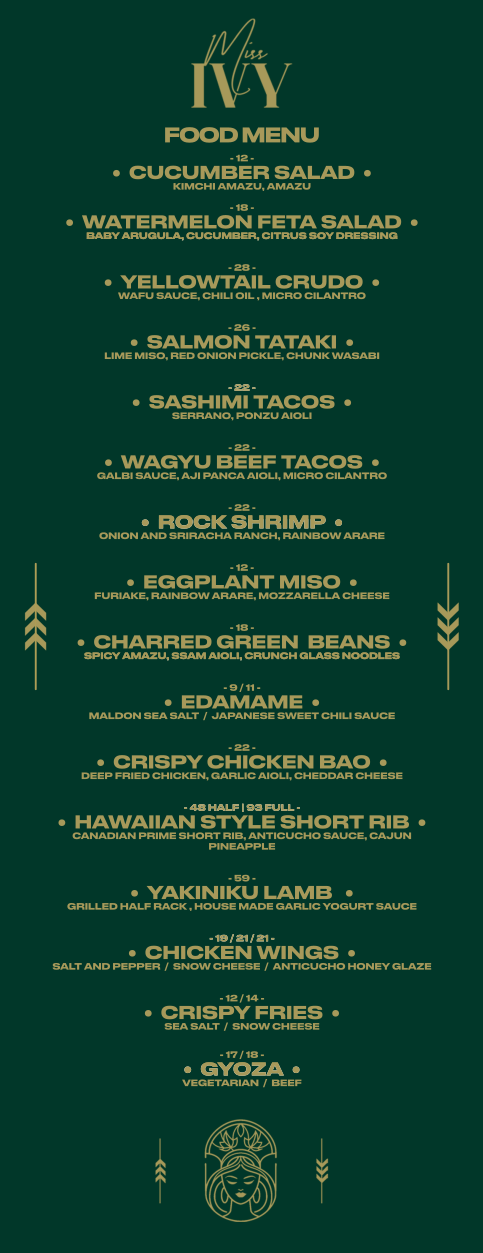 Miss
IVY
FOOD MENU
- 12 -
• CUCUMBER SALAD •
KIMCHI AMAZU, AMAZU
- 18 -
• WATERMELON FETA SALAD •
BABY ARUGULA, CUCUMBER, CITRUS SOY DRESSING
- 28 -
• YELLOWTAIL CRUDO •
WAFU SAUCE, CHILI OIL , MICRO CILANTRO
- 26 -
• SALMON TATAKI •
LIME MISO, RED ONION PICKLE, CHUNK WASABI
- 22 -
• SASHIMI TACOS •
SERRANO, PONZU AIOLI
- 22 -
• WAGYU BEEF TACOS •
GALBI SAUCE, AJI PANCA AIOLI, MICRO CILANTRO
- 22 -
• ROCK SHRIMP •
ONION AND SRIRACHA RANCH, RAINBOW ARARE
- 12 -
• EGGPLANT MISO •
FURIAKE, RAINBOW ARARE, MOZZARELLA CHEESE
- 18 -
• CHARRED GREEN BEANS •
SPICY AMAZU, SSAM AIOLI, CRUNCH GLASS NOODLES
- 9 / 11 -
• EDAMAME •
MALDON SEA SALT / JAPANESE SWEET CHILI SAUCE
- 22 -
• CRISPY CHICKEN BAO •
DEEP FRIED CHICKEN, GARLIC AIOLI, CHEDDAR CHEESE
- 48 HALF | 93 FULL -
• HAWAIIAN STYLE SHORT RIB •
CANADIAN PRIME SHORT RIB, ANTICUCHO SAUCE, CAJUN
PINEAPPLE
- 59 -
• YAKINIKU LAMB •
GRILLED HALF RACK , HOUSE MADE GARLIC YOGURT SAUCE
- 19 / 21 / 21 -
• CHICKEN WINGS •
SALT AND PEPPER / SNOW CHEESE / ANTICUCHO HONEY GLAZE
- 12 / 14 -
• CRISPY FRIES •
SEA SALT / SNOW CHEESE
- 17 / 18 -
• GYOZA •
VEGETARIAN / BEEF